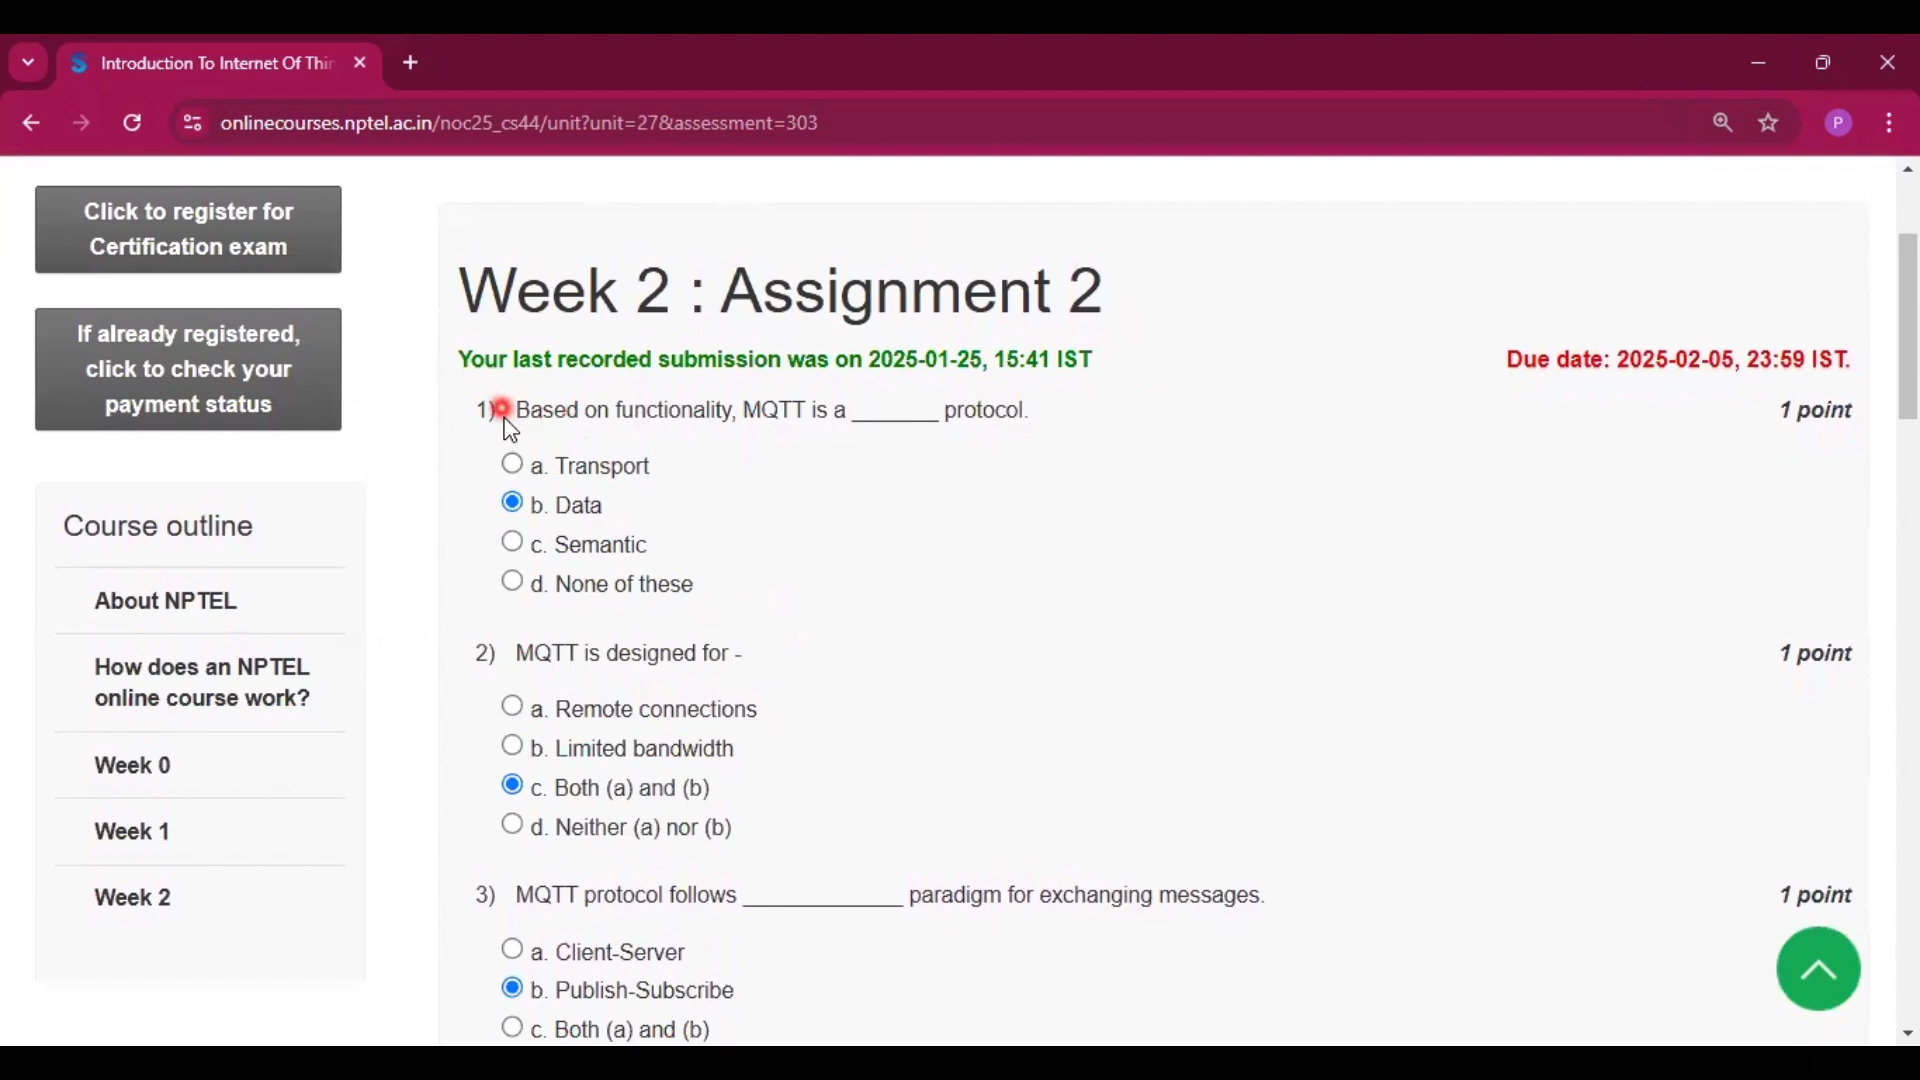 Introduction To Internet Of Thin
onlinecourses.nptel.ac.in/noc25_cs44/unit?unit=27&assessment=303
P
Click to register for
Certification exam
If already registered,
click to check your
payment status
Course outline
About NPTEL
How does an NPTEL
online course work?
Week 0
Week 1
Week 2
Week 2 : Assignment 2
Your last recorded submission was on 2025-01-25, 15:41 IST
Due date: 2025-02-05, 23:59 IST.
1) Based on functionality, MQTT is a _______ protocol.
1 point
a. Transport
b. Data
c. Semantic
d. None of these
2) MQTT is designed for -
1 point
a. Remote connections
b. Limited bandwidth
c. Both (a) and (b)
d. Neither (a) nor (b)
3) MQTT protocol follows _____________ paradigm for exchanging messages.
1 point
a. Client-Server
b. Publish-Subscribe
c. Both (a) and (b)